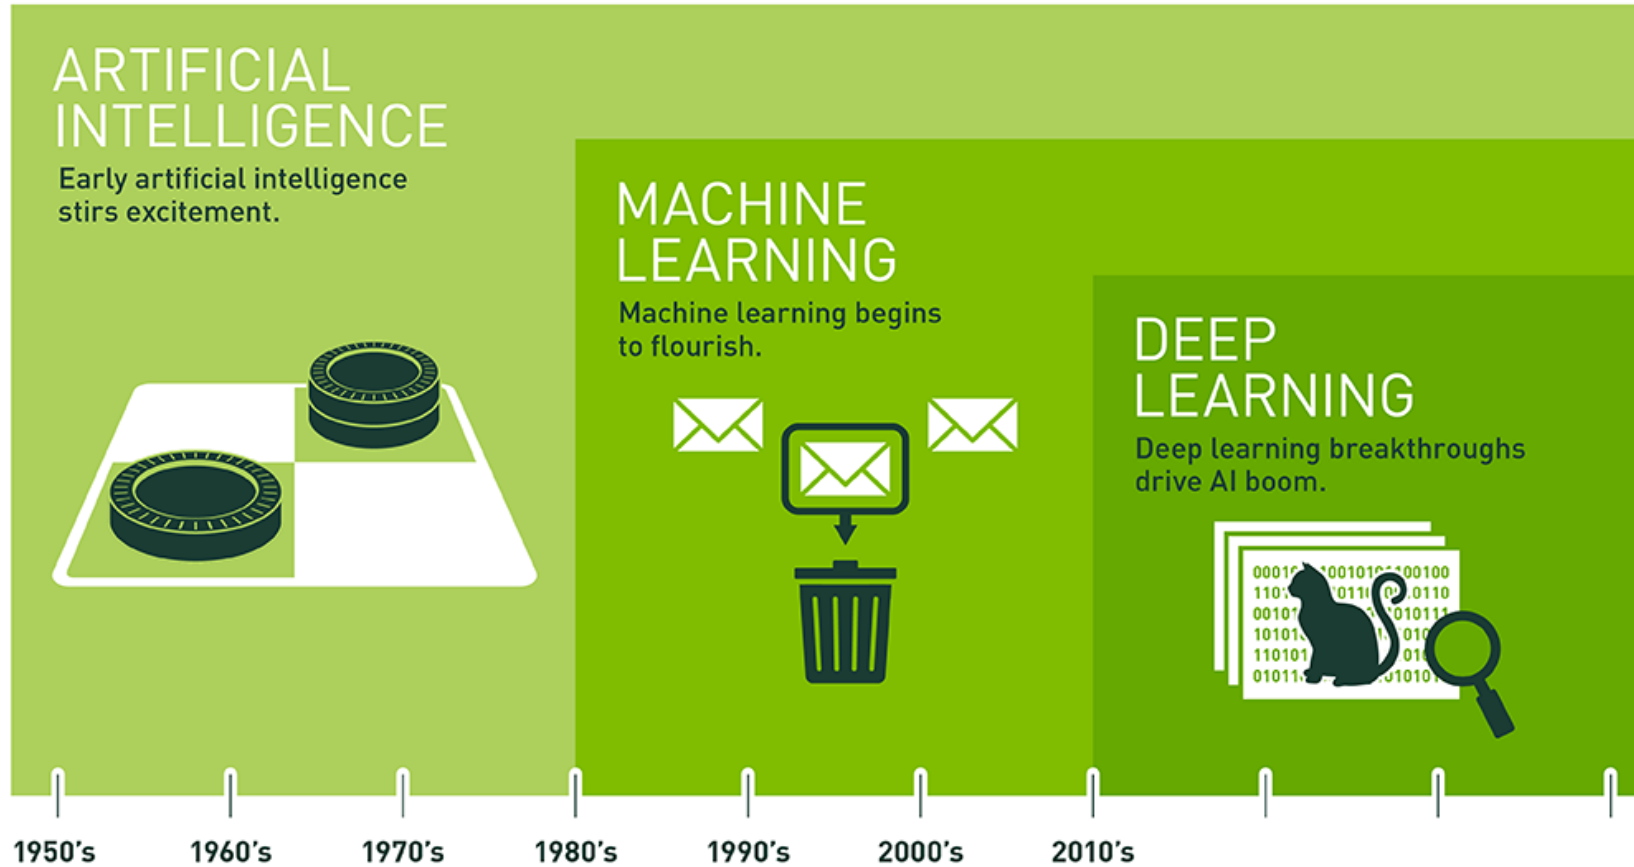 ARTIFICIAL
INTELLIGENCE
Early artificial intelligence
stirs excitement.
MACHINE
LEARNING
Machine learning begins
to flourish.
DEEP
LEARNING
Deep learning breakthroughs
drive AI boom.
1950's 1960's 1970's 1980's 1990's 2000's 2010's